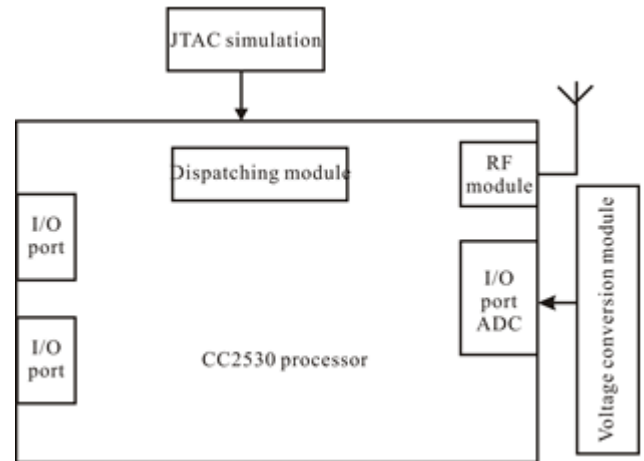 JTAC simulation
Dispatching module
RF
module
I/O
port
I/O
port
ADC
I/O
port
CC2530 processor
Voltage conversion module